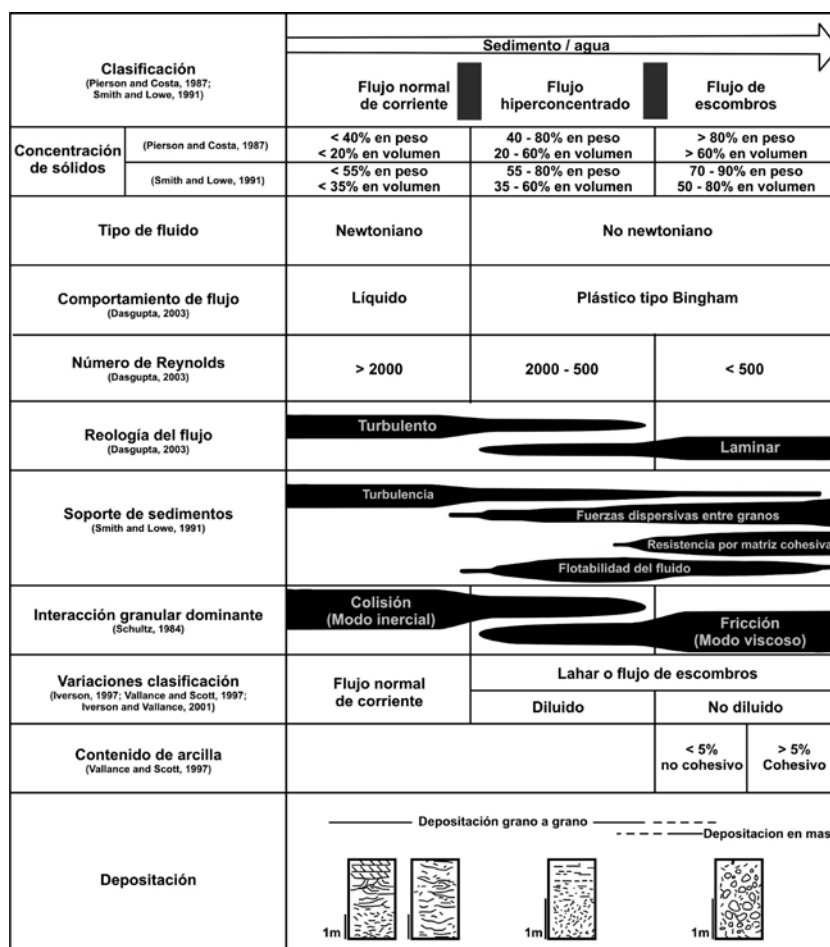 Sedimento / agua
Clasificación
(Pierson and Costa, 1987;
Smith and Lowe, 1991)
Flujo normal
de corriente
Flujo
hiperconcentrado
Flujo de
escombros
Concentración
de sólidos
(Pierson and Costa, 1987)
< 40% en peso
< 20% en volumen
40 - 80% en peso
20 - 60% en volumen
> 80% en peso
> 60% en volumen
(Smith and Lowe, 1991)
< 55% en peso
< 35% en volumen
55 - 80% en peso
35 - 60% en volumen
70 - 90% en peso
50 - 80% en volumen
Tipo de fluido
Newtoniano
No newtoniano
Comportamiento de flujo
(Dasgupta, 2003)
Líquido
Plástico tipo Bingham
Número de Reynolds
(Dasgupta, 2003)
> 2000
2000 - 500
< 500
Reología del flujo
(Dasgupta, 2003)
Turbulento
Laminar
Soporte de sedimentos
(Smith and Lowe, 1991)
Turbulencia
Fuerzas dispersivas entre granos
Resistencia por matriz cohesiva
Flotabilidad del fluido
Interacción granular dominante
(Schultz, 1984)
Colisión
(Modo inercial)
Fricción
(Modo viscoso)
Variaciones clasificación
(Iverson, 1997; Vallance and Scott, 1997;
Iverson and Vallance, 2001)
Flujo normal
de corriente
Lahar o flujo de escombros
Diluido
No diluido
Contenido de arcilla
(Vallance and Scott, 1997)
< 5%
no cohesivo
> 5%
Cohesivo
Depositación
Depositación grano a grano
Depositacion en mas
1m
1m
1m